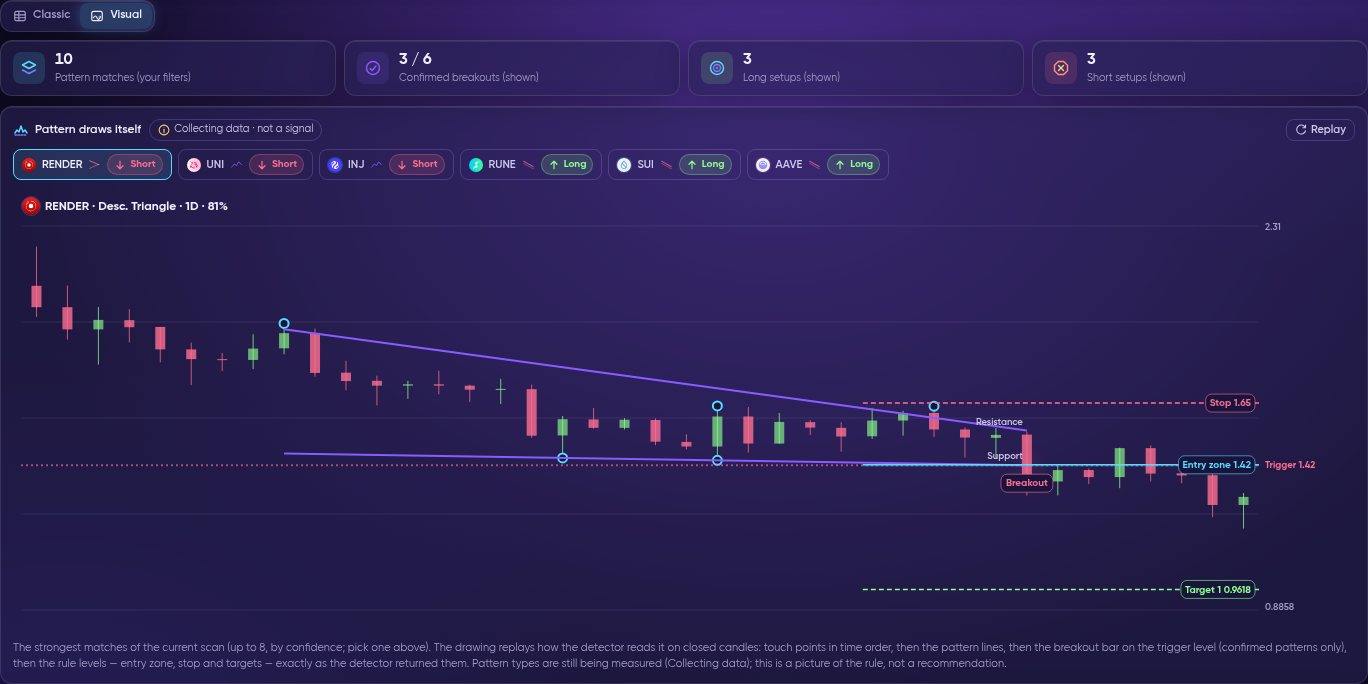 Classic
Visual
10
Pattern matches (your filters)
3 / 6
Confirmed breakouts (shown)
3
Long setups (shown)
3
Short setups (shown)
Pattern draws itself
Collecting data · not a signal
Replay
RENDER
Short
UNI
Short
INJ
Short
RUNE
Long
SUI
Long
AAVE
Long
RENDER · Desc. Triangle · 1D · 81%
2.31
Stop 1.65
Resistance
Support
Entry zone 1.42
Trigger 1.42
Breakout
Target 1 0.9618
0.8858
The strongest matches of the current scan (up to 8, by confidence; pick one above). The drawing replays how the detector reads it on closed candles: touch points in time order, then the pattern lines, then the breakout bar on the trigger level (confirmed patterns only),
then the rule levels — entry zone, stop and targets — exactly as the detector returned them. Pattern types are still being measured (Collecting data); this is a picture of the rule, not a recommendation.